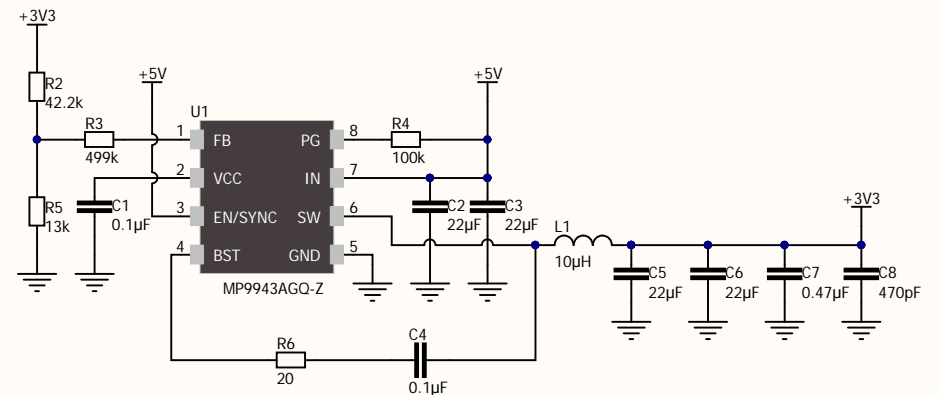 +3V3
R2
42.2k
+5V
+5V
U1
R3
499k
1
FB
PG
8
R4
100k
2
VCC
IN
7
R5
13k
C1
0.1µF
3
EN/SYNC
SW
6
C2
22µF
C3
22µF
+3V3
4
BST
GND
5
L1
10µH
MP9943AGQ-Z
C5
22µF
C6
22µF
C7
0.47µF
C8
470pF
R6
20
C4
0.1µF